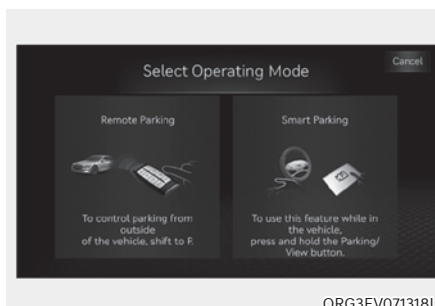 Select Operating Mode
Cancel
Remote Parking
To control parking from
outside
of the vehicle, shift to P.
Smart Parking
To use this feature while in
the vehicle,
press and hold the Parking/
View button.
ORG3EV071318L